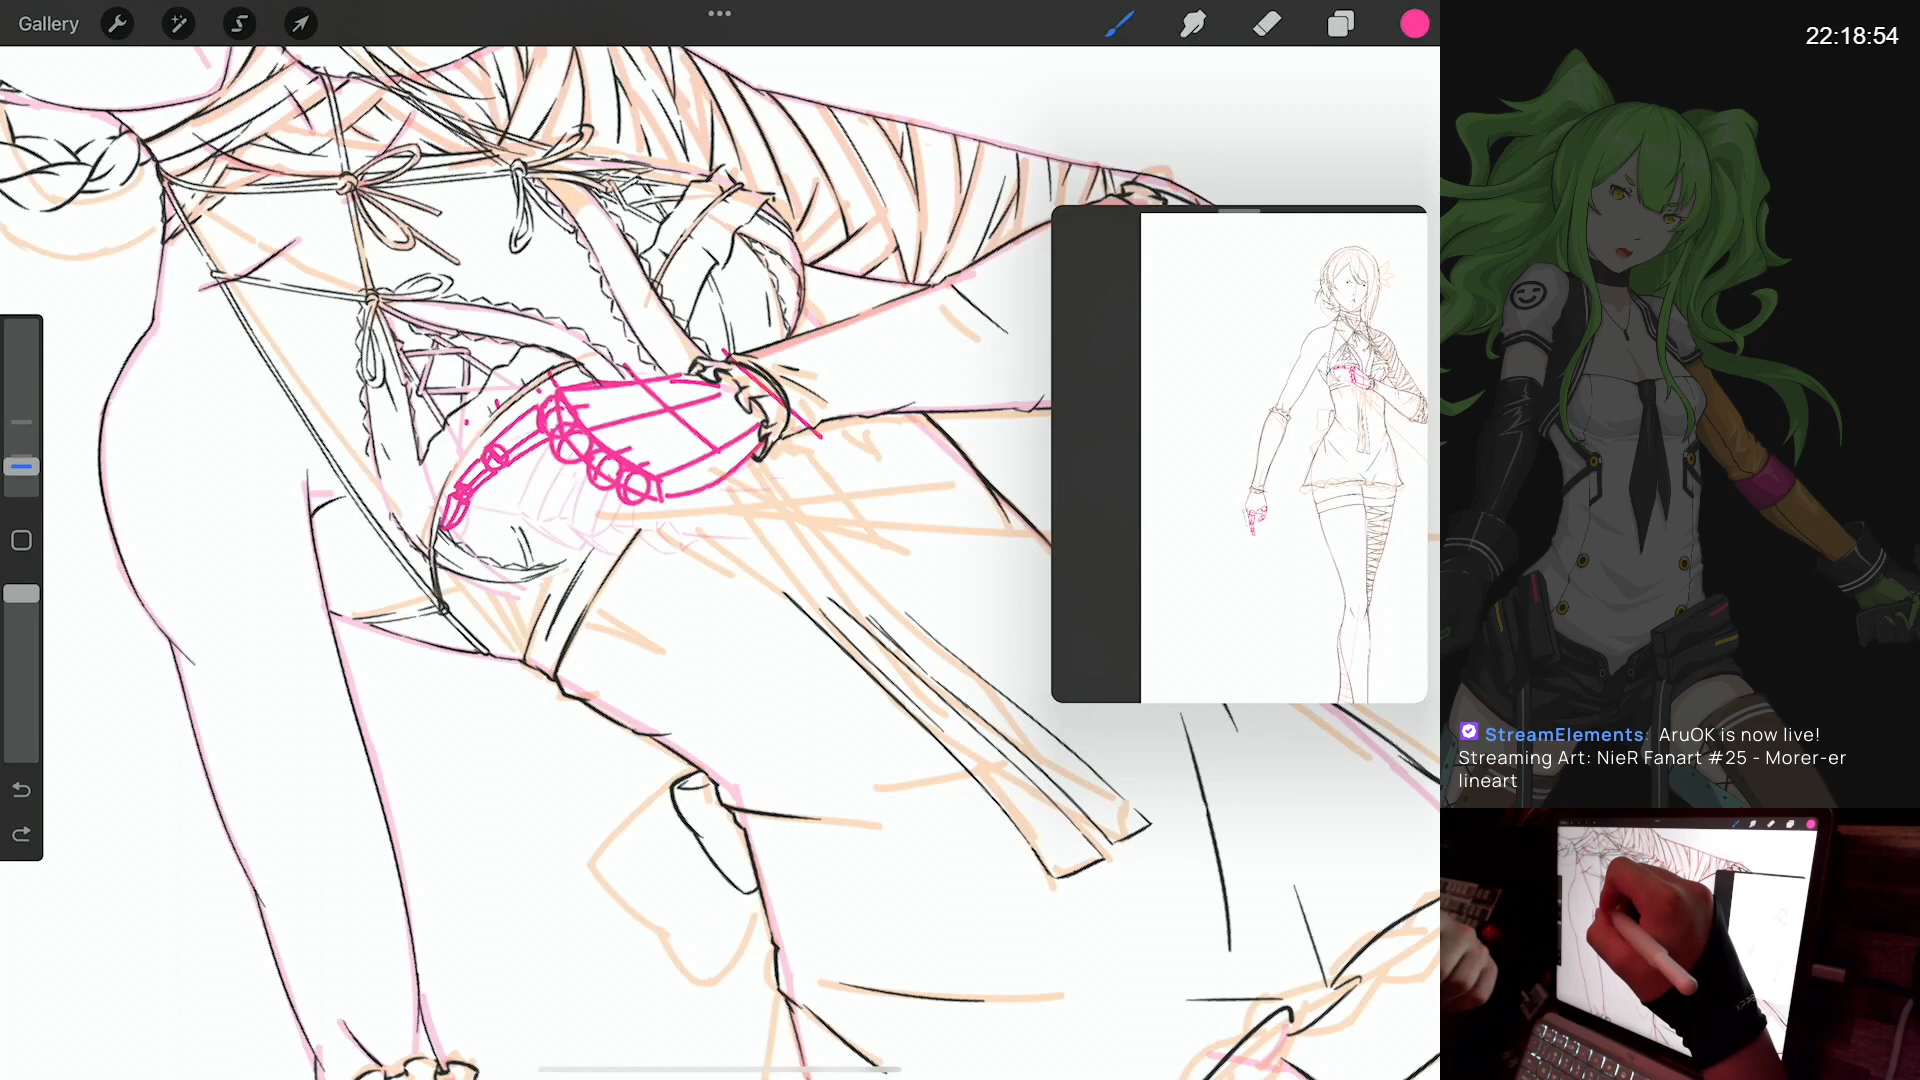 Gallery
22:18:54
StreamElements: AruOK is now live!
Streaming Art: NieR Fanart #25 - Morer-er
lineart